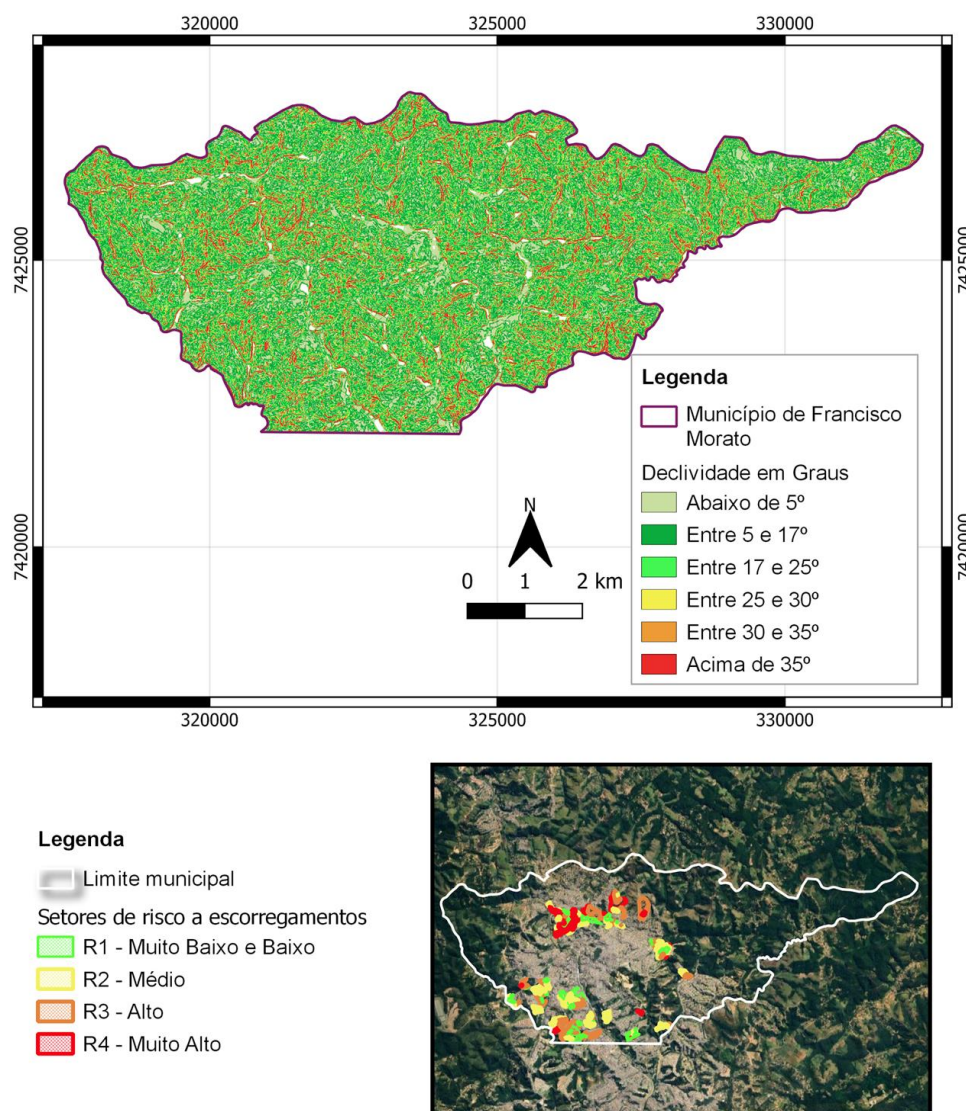 320000 325000 330000
7425000 7425000
7420000 7420000
Legenda
Município de Francisco
Morato
Declividade em Graus
Abaixo de 5º
Entre 5 e 17º
Entre 17 e 25º
Entre 25 e 30º
Entre 30 e 35º
Acima de 35º
N
0 1 2 km
320000 325000 330000
Legenda
Limite municipal
Setores de risco a escorregamentos
R1 - Muito Baixo e Baixo
R2 - Médio
R3 - Alto
R4 - Muito Alto